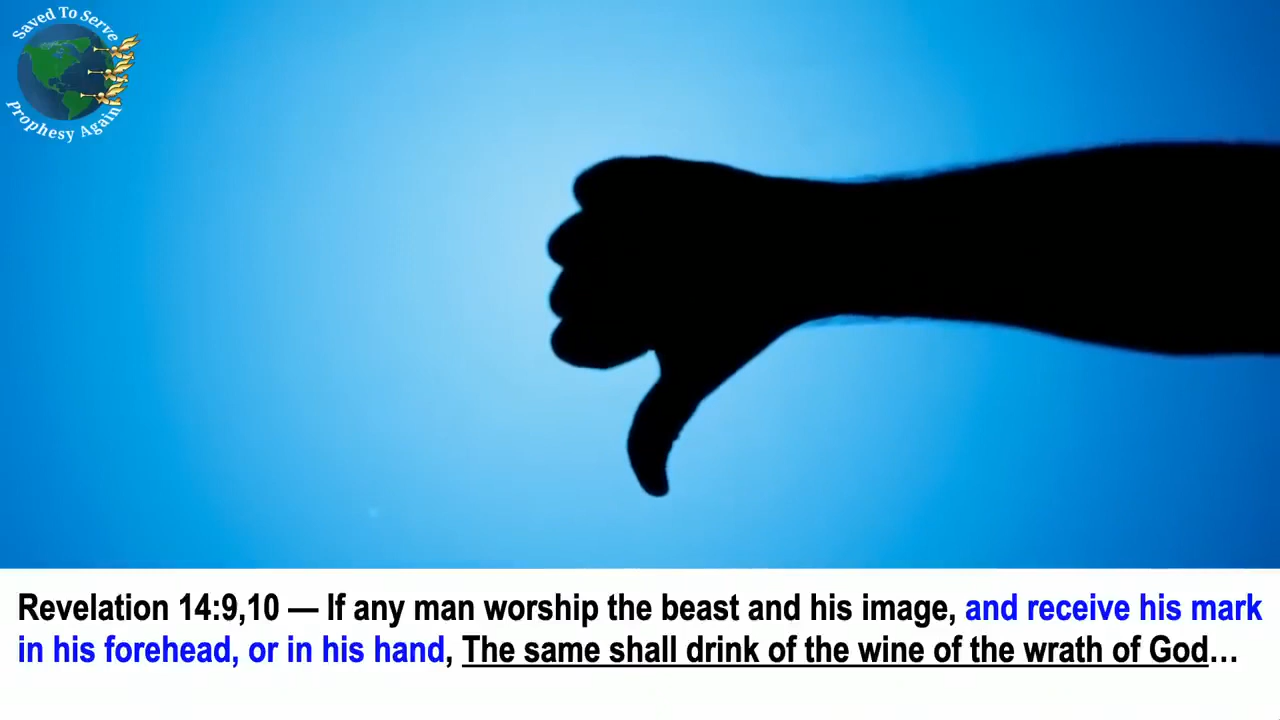 Saved To Serve
Prophesy Again
Revelation 14:9,10 — If any man worship the beast and his image, and receive his mark
in his forehead, or in his hand, The same shall drink of the wine of the wrath of God…